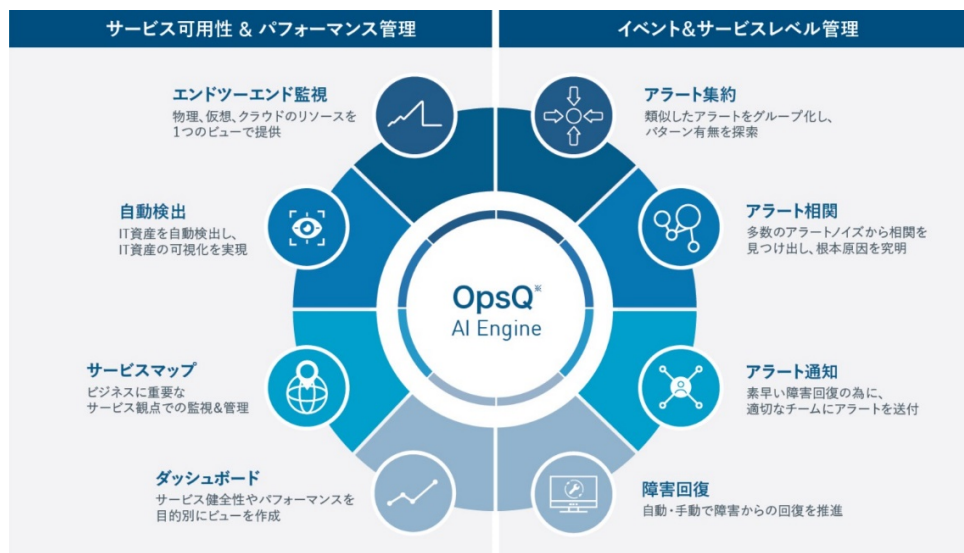 サービス可用性 & パフォーマンス管理
エンドツーエンド監視
物理、仮想、クラウドのリソースを
1つのビューで提供
自動検出
IT資産を自動検出し、
IT資産の可視化を実現
サービスマップ
ビジネスに重要な
サービス観点での監視&管理
ダッシュボード
サービス健全性やパフォーマンスを
目的別にビューを作成
OpsQ※
AI Engine
イベント&サービスレベル管理
アラート集約
類似したアラートをグループ化し、
パターン有無を探索
アラート相関
多数のアラートノイズから相関を
見つけ出し、根本原因を究明
アラート通知
素早い障害回復の為に、
適切なチームにアラートを送付
障害回復
自動・手動で障害からの回復を推進